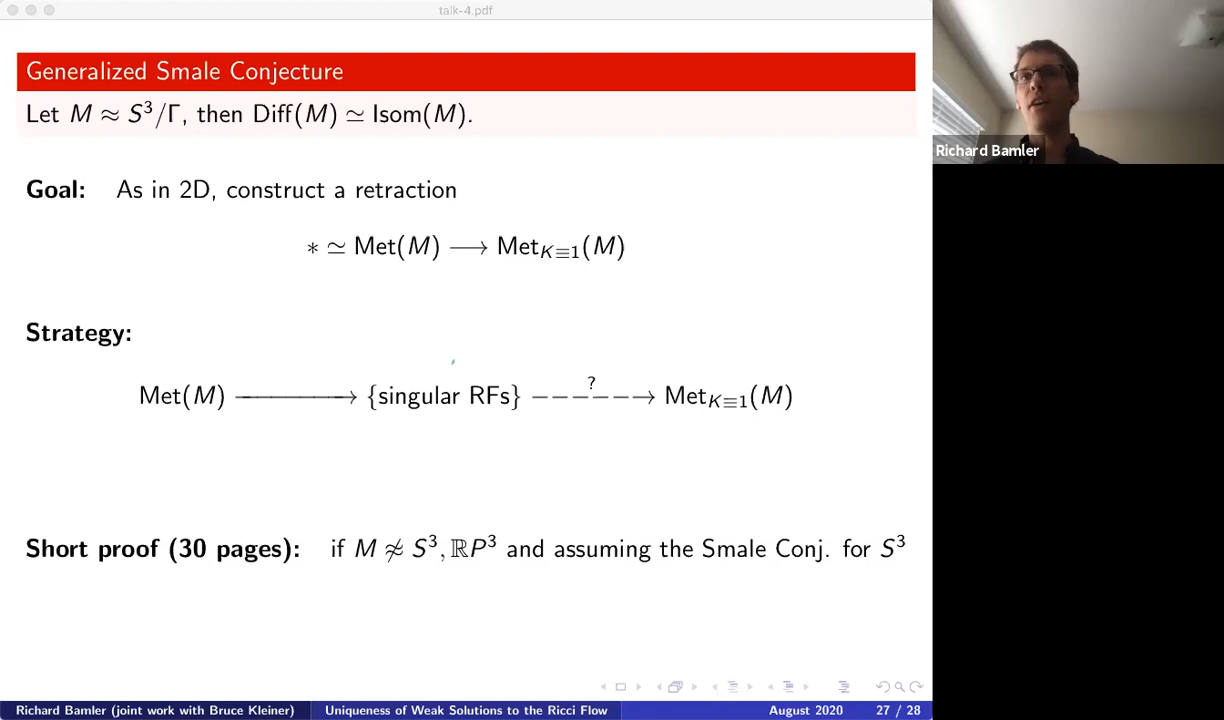 talk-4.pdf
Generalized Smale Conjecture
Let M ≈ S³/Γ, then Diff(M) ≃ Isom(M).
Goal: As in 2D, construct a retraction
* ≃ Met(M) ⟶ Met_{K≡1}(M)
Strategy:
?
Met(M) ⟶ {singular RFs} ⇢ Met_{K≡1}(M)
Short proof (30 pages): if M ≉ S³, ℝP³ and assuming the Smale Conj. for S³
Richard Bamler (joint work with Bruce Kleiner) Uniqueness of Weak Solutions to the Ricci Flow August 2020 27 / 28
Richard Bamler